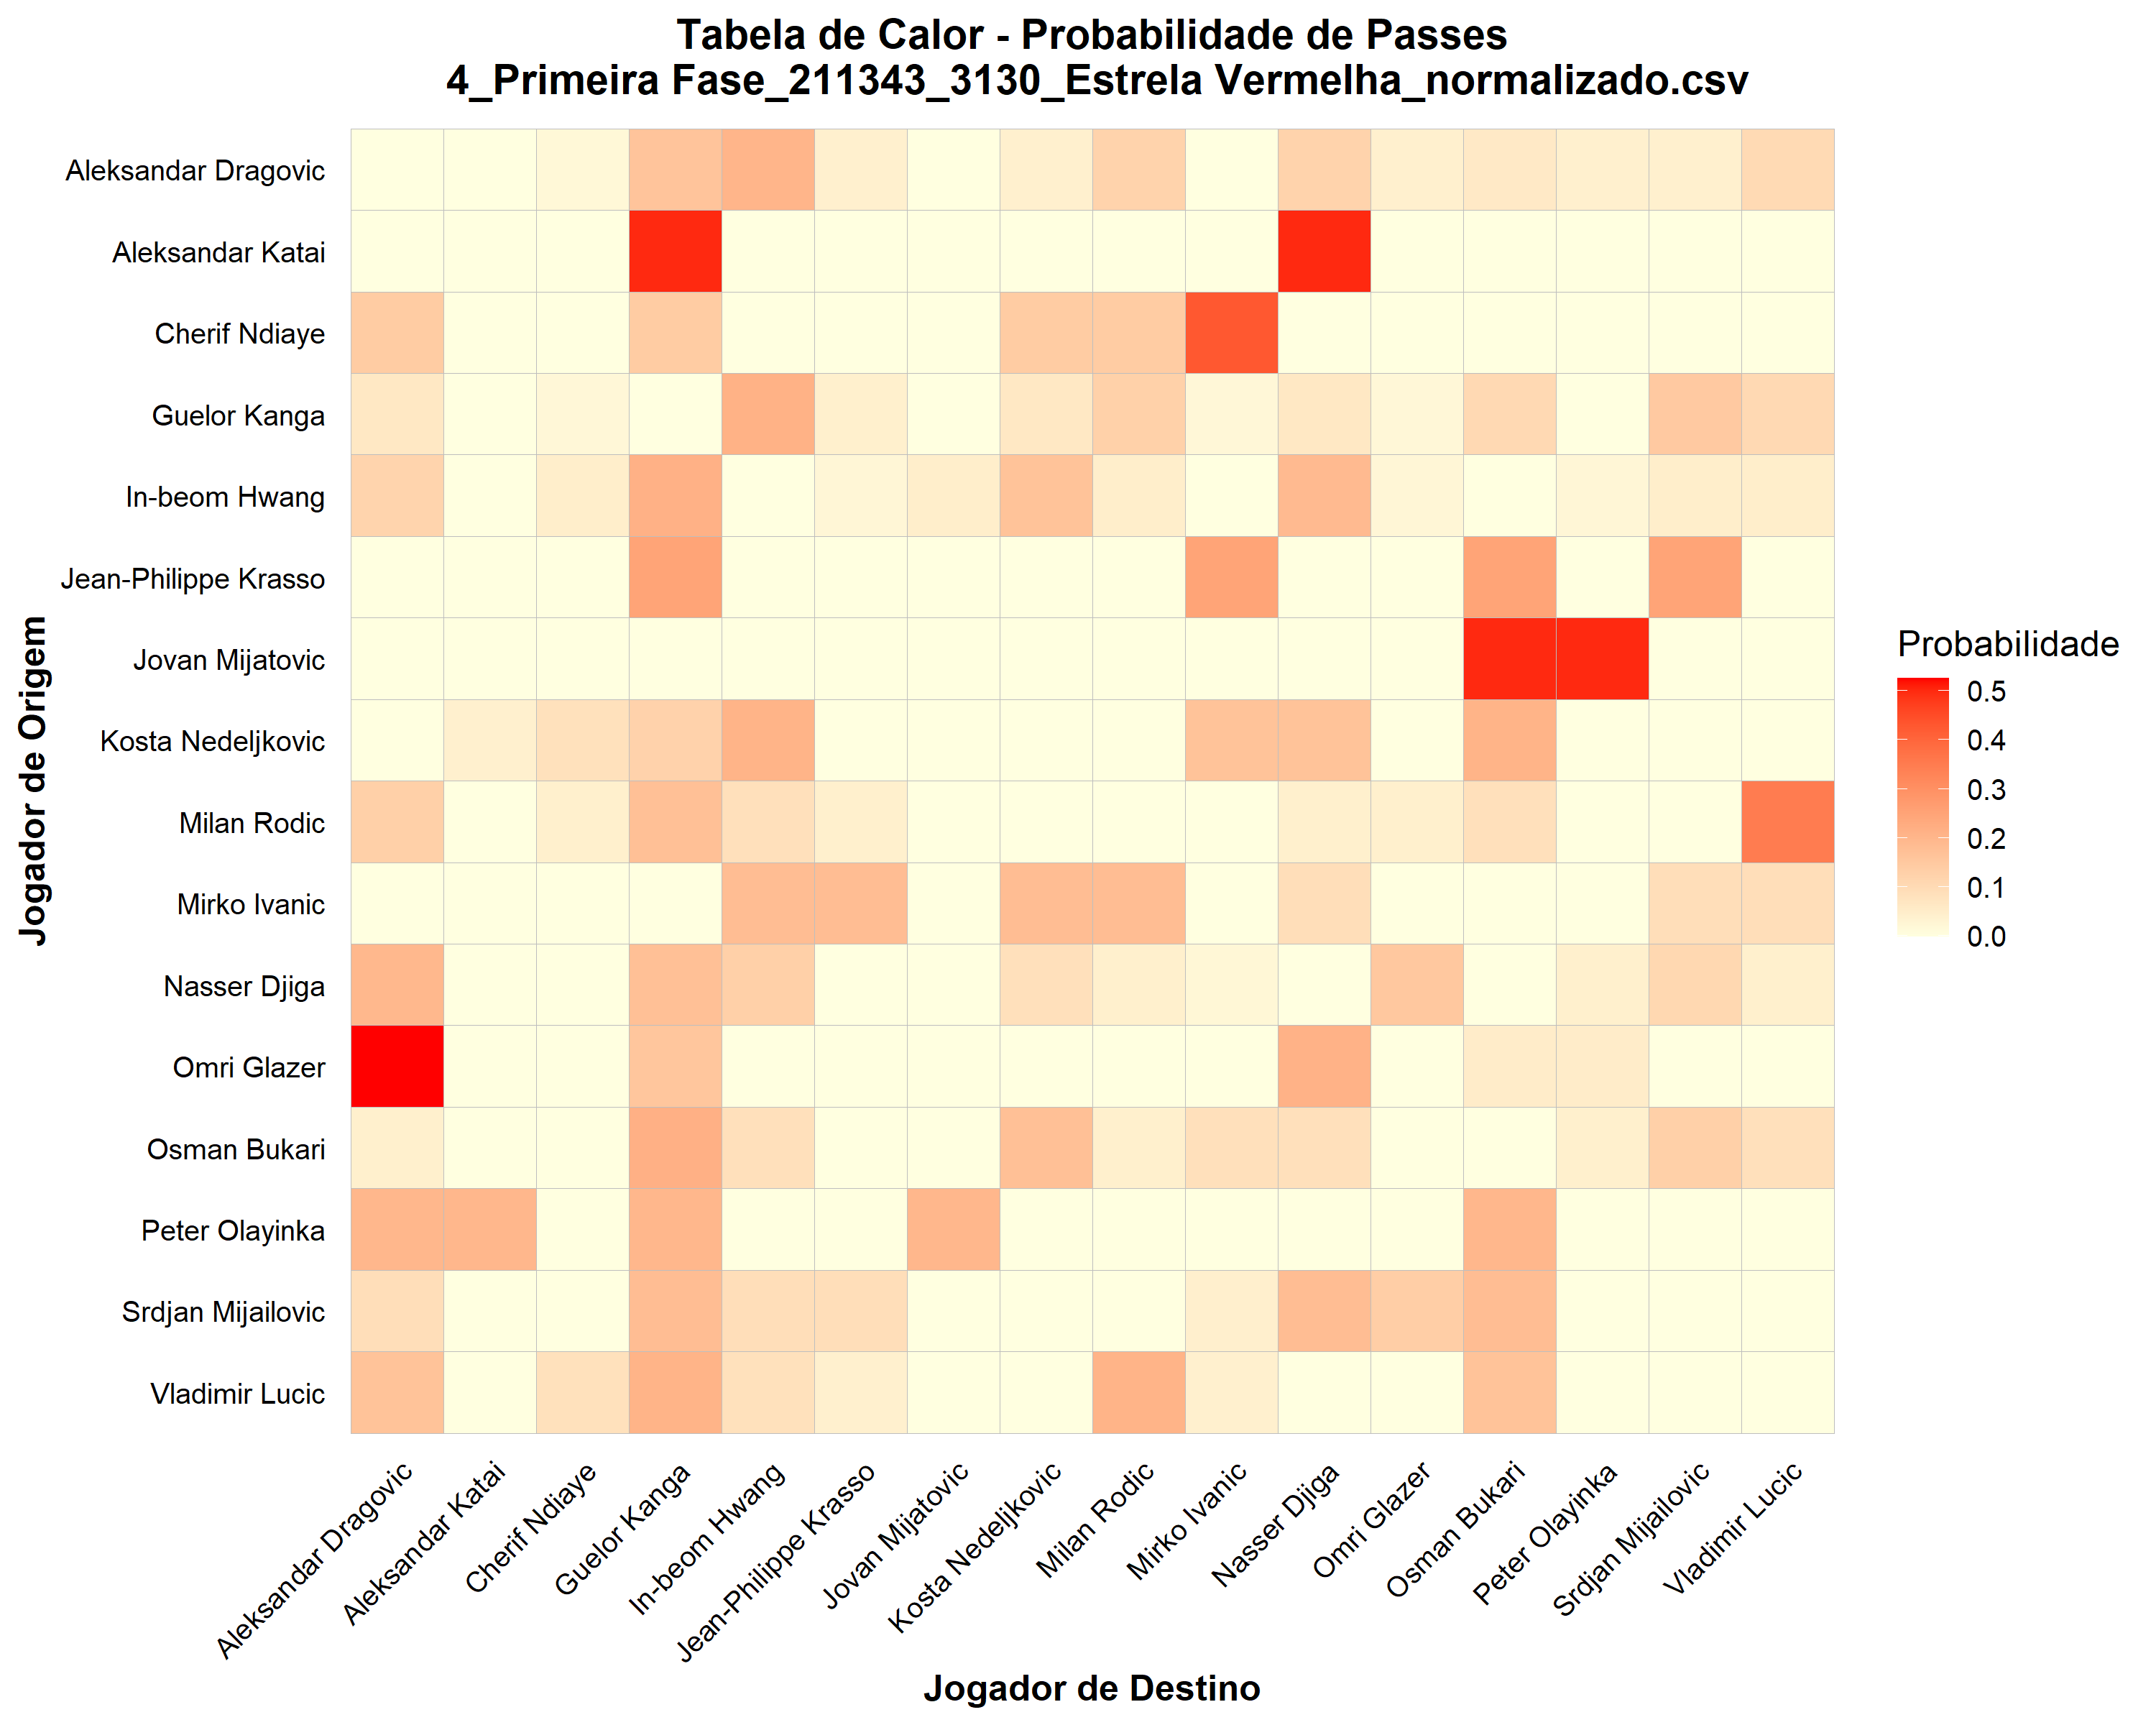 Tabela de Calor - Probabilidade de Passes
4_Primeira Fase_211343_3130_Estrela Vermelha_normalizado.csv
Jogador de Origem
Aleksandar Dragovic
Aleksandar Katai
Cherif Ndiaye
Guelor Kanga
In-beom Hwang
Jean-Philippe Krasso
Jovan Mijatovic
Kosta Nedeljkovic
Milan Rodic
Mirko Ivanic
Nasser Djiga
Omri Glazer
Osman Bukari
Peter Olayinka
Srdjan Mijailovic
Vladimir Lucic
Aleksandar Dragovic
Aleksandar Katai
Cherif Ndiaye
Guelor Kanga
In-beom Hwang
Jean-Philippe Krasso
Jovan Mijatovic
Kosta Nedeljkovic
Milan Rodic
Mirko Ivanic
Nasser Djiga
Omri Glazer
Osman Bukari
Peter Olayinka
Srdjan Mijailovic
Vladimir Lucic
Jogador de Destino
Probabilidade
0.5
0.4
0.3
0.2
0.1
0.0